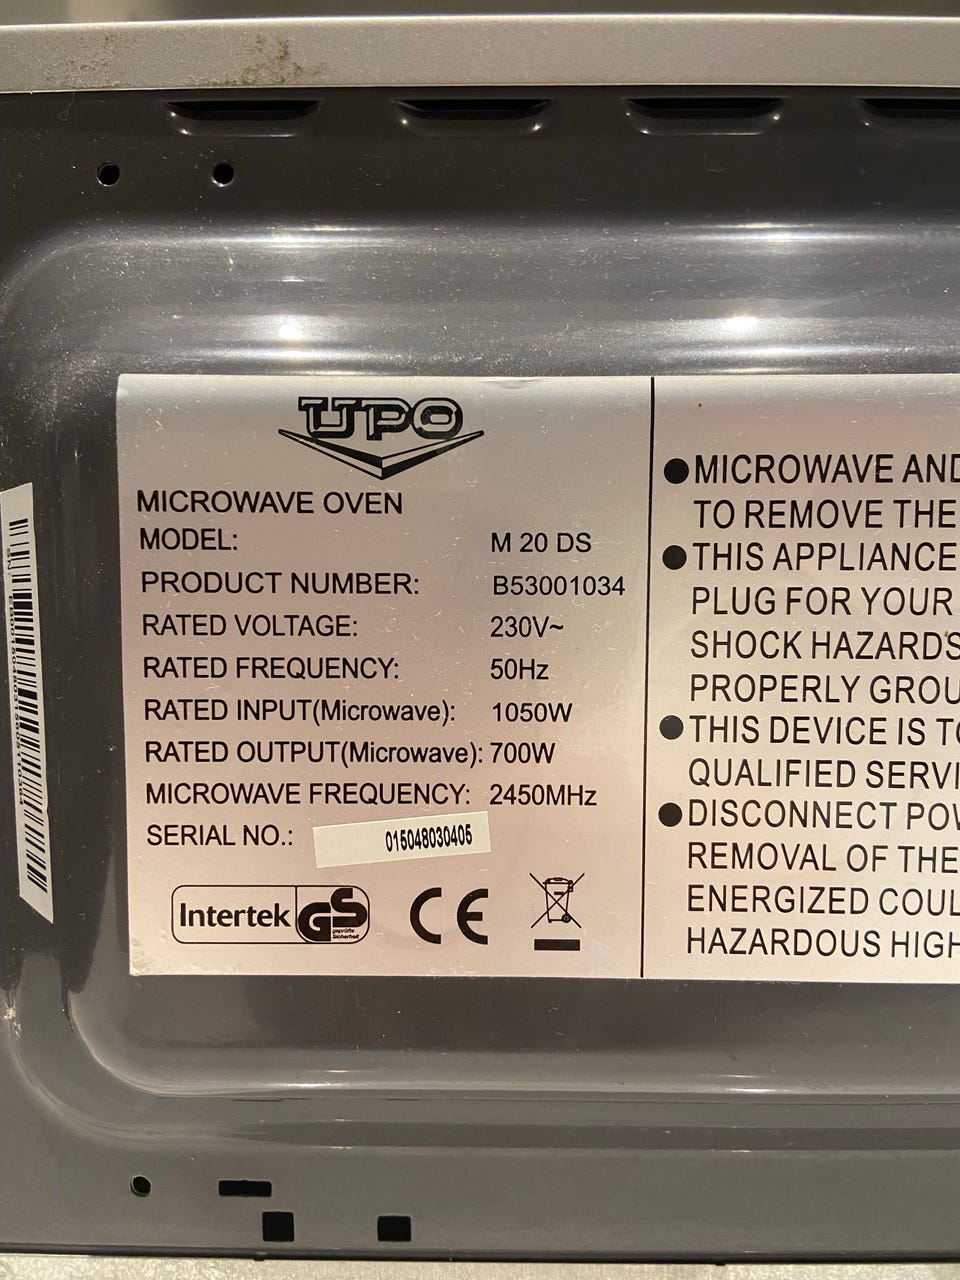 UPO
MICROWAVE OVEN
MODEL: M 20 DS
PRODUCT NUMBER: B53001034
RATED VOLTAGE: 230V~
RATED FREQUENCY: 50Hz
RATED INPUT(Microwave): 1050W
RATED OUTPUT(Microwave): 700W
MICROWAVE FREQUENCY: 2450MHz
SERIAL NO.: 015048030405
Intertek GS
geprüfte
Sicherheit
CE
●MICROWAVE AND
TO REMOVE THE
●THIS APPLIANCE
PLUG FOR YOUR
SHOCK HAZARDS
PROPERLY GROU
●THIS DEVICE IS TO
QUALIFIED SERVI
●DISCONNECT POW
REMOVAL OF THE
ENERGIZED COUL
HAZARDOUS HIGH